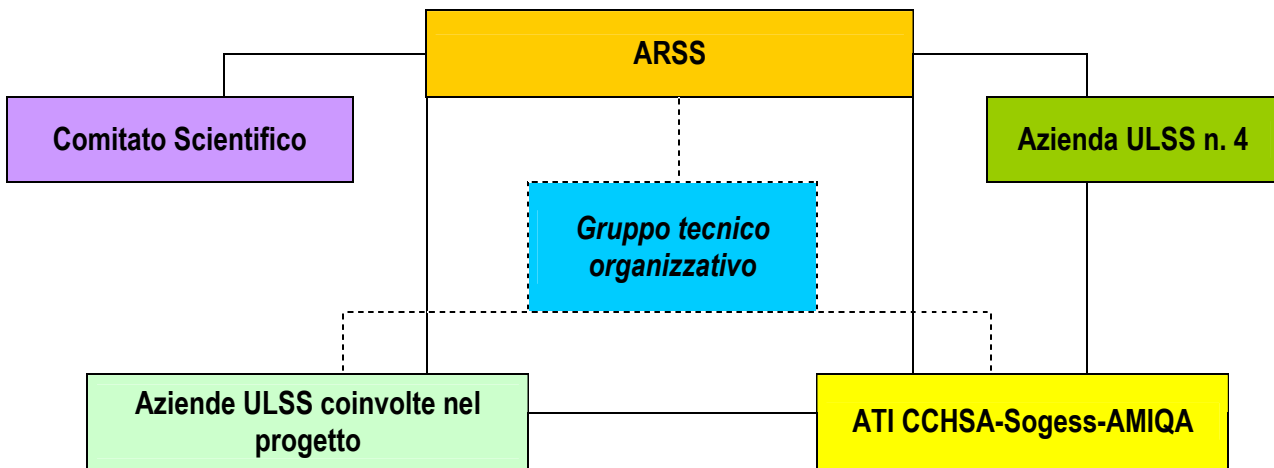 ARSS
Comitato Scientifico
Azienda ULSS n. 4
Gruppo tecnico
organizzativo
Aziende ULSS coinvolte nel
progetto
ATI CCHSA-Sogess-AMIQA